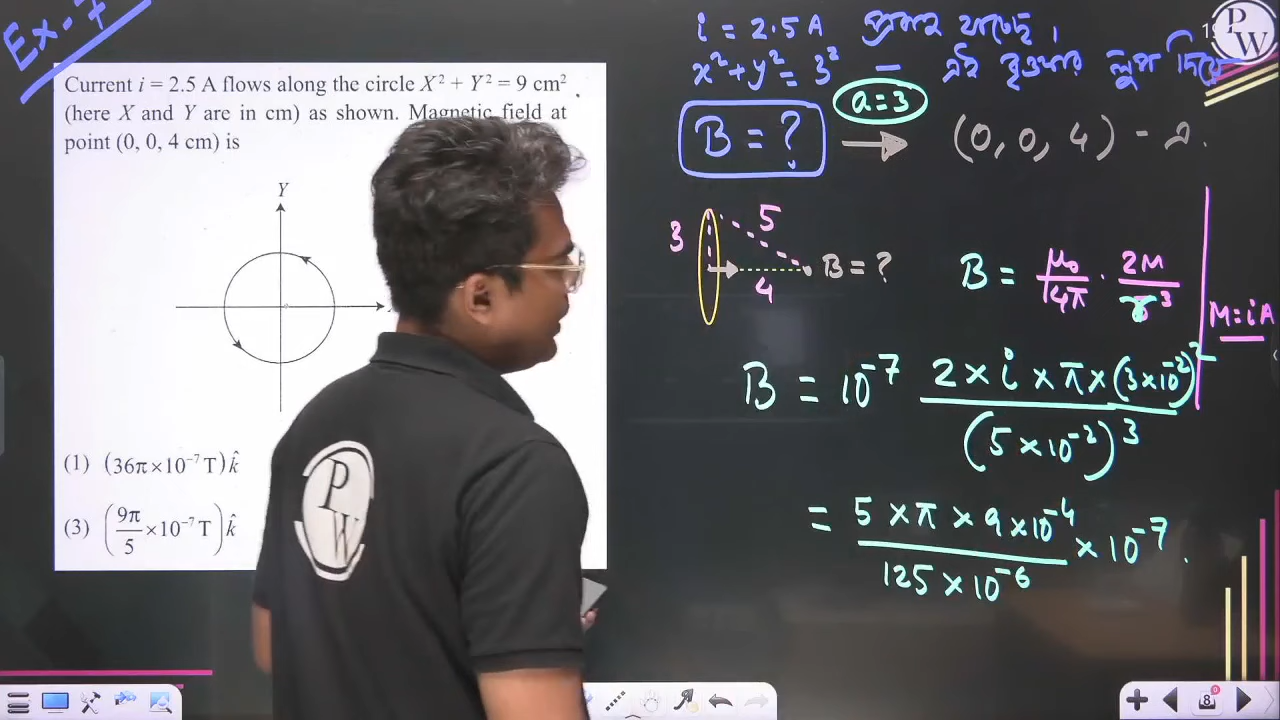 Ex. 7
Current i = 2.5 A flows along the circle X² + Y² = 9 cm²
(here X and Y are in cm) as shown. Magnetic field at
point (0, 0, 4 cm) is
Y
(1) (36π×10⁻⁷ T) k̂
(3) (9π/5 ×10⁻⁷ T) k̂
i = 2.5 A প্রবাহ
x² + y² = 3² — এই বৃত্তাকার লুপ দিয়ে
a = 3
B = ? → (0, 0, 4) -
3
5
4
B = ?
B = μ₀/4π · 2M/r³
M = iA
B = 10⁻⁷ 2 × i × π × (3×10⁻²)² / (5×10⁻²)³
= 5 × π × 9 × 10⁻⁴ / 125 × 10⁻⁶ × 10⁻⁷.
P
W
P
W
8